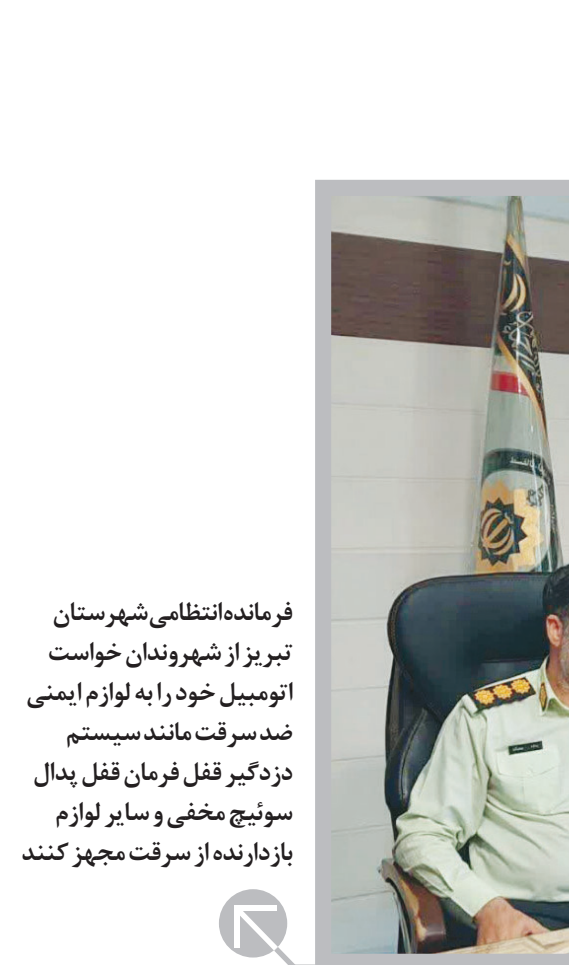 فرمانده‌انتظامی‌شهرستان
تبریز از شهروندان خواست
اتومبیل خود را به لوازم ایمنی
ضد سرقت مانند سیستم
دزدگیر قفل فرمان قفل پدال
سوئیچ مخفی و سایر لوازم
بازدارنده از سرقت مجهز کنند